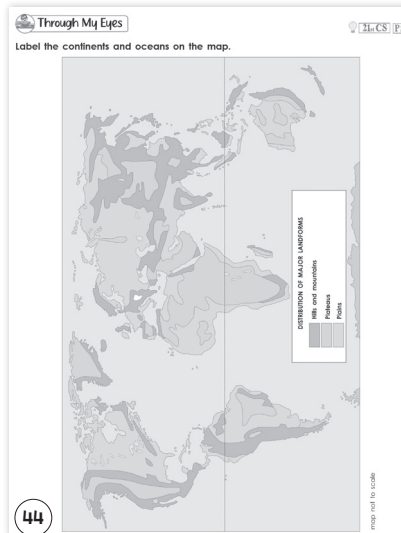 Through My Eyes
21st CS P
Label the continents and oceans on the map.
DISTRIBUTION OF MAJOR LANDFORMS
Hills and mountains
Plateaus
Plains
map not to scale
44